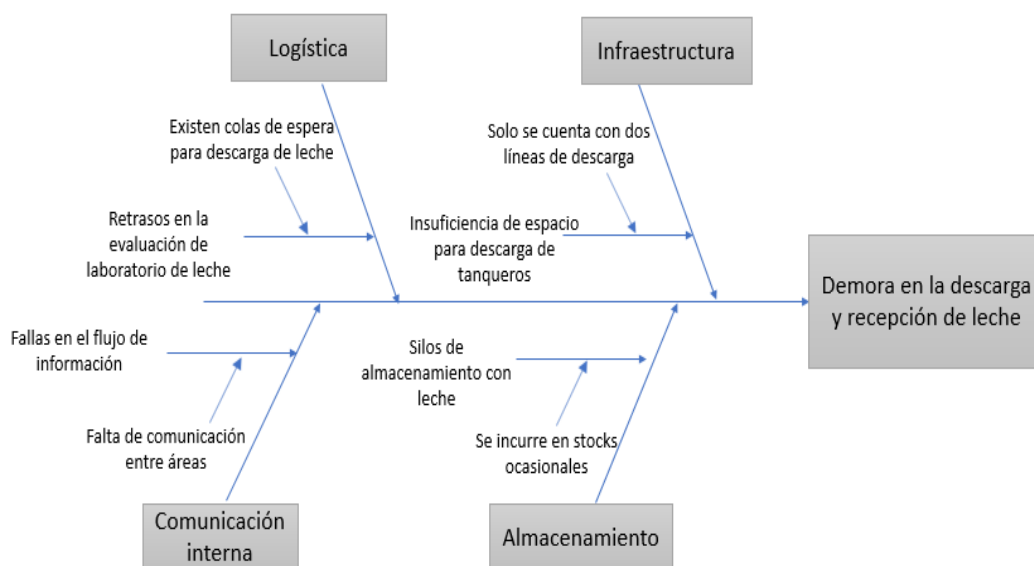 Logística
Infraestructura
Existen colas de espera
para descarga de leche
Solo se cuenta con dos
líneas de descarga
Retrasos en la
evaluación de
laboratorio de leche
Insuficiencia de espacio
para descarga de
tanqueros
Demora en la descarga
y recepción de leche
Fallas en el flujo de
información
Silos de
almacenamiento con
leche
Falta de comunicación
entre áreas
Se incurre en stocks
ocasionales
Comunicación
interna
Almacenamiento